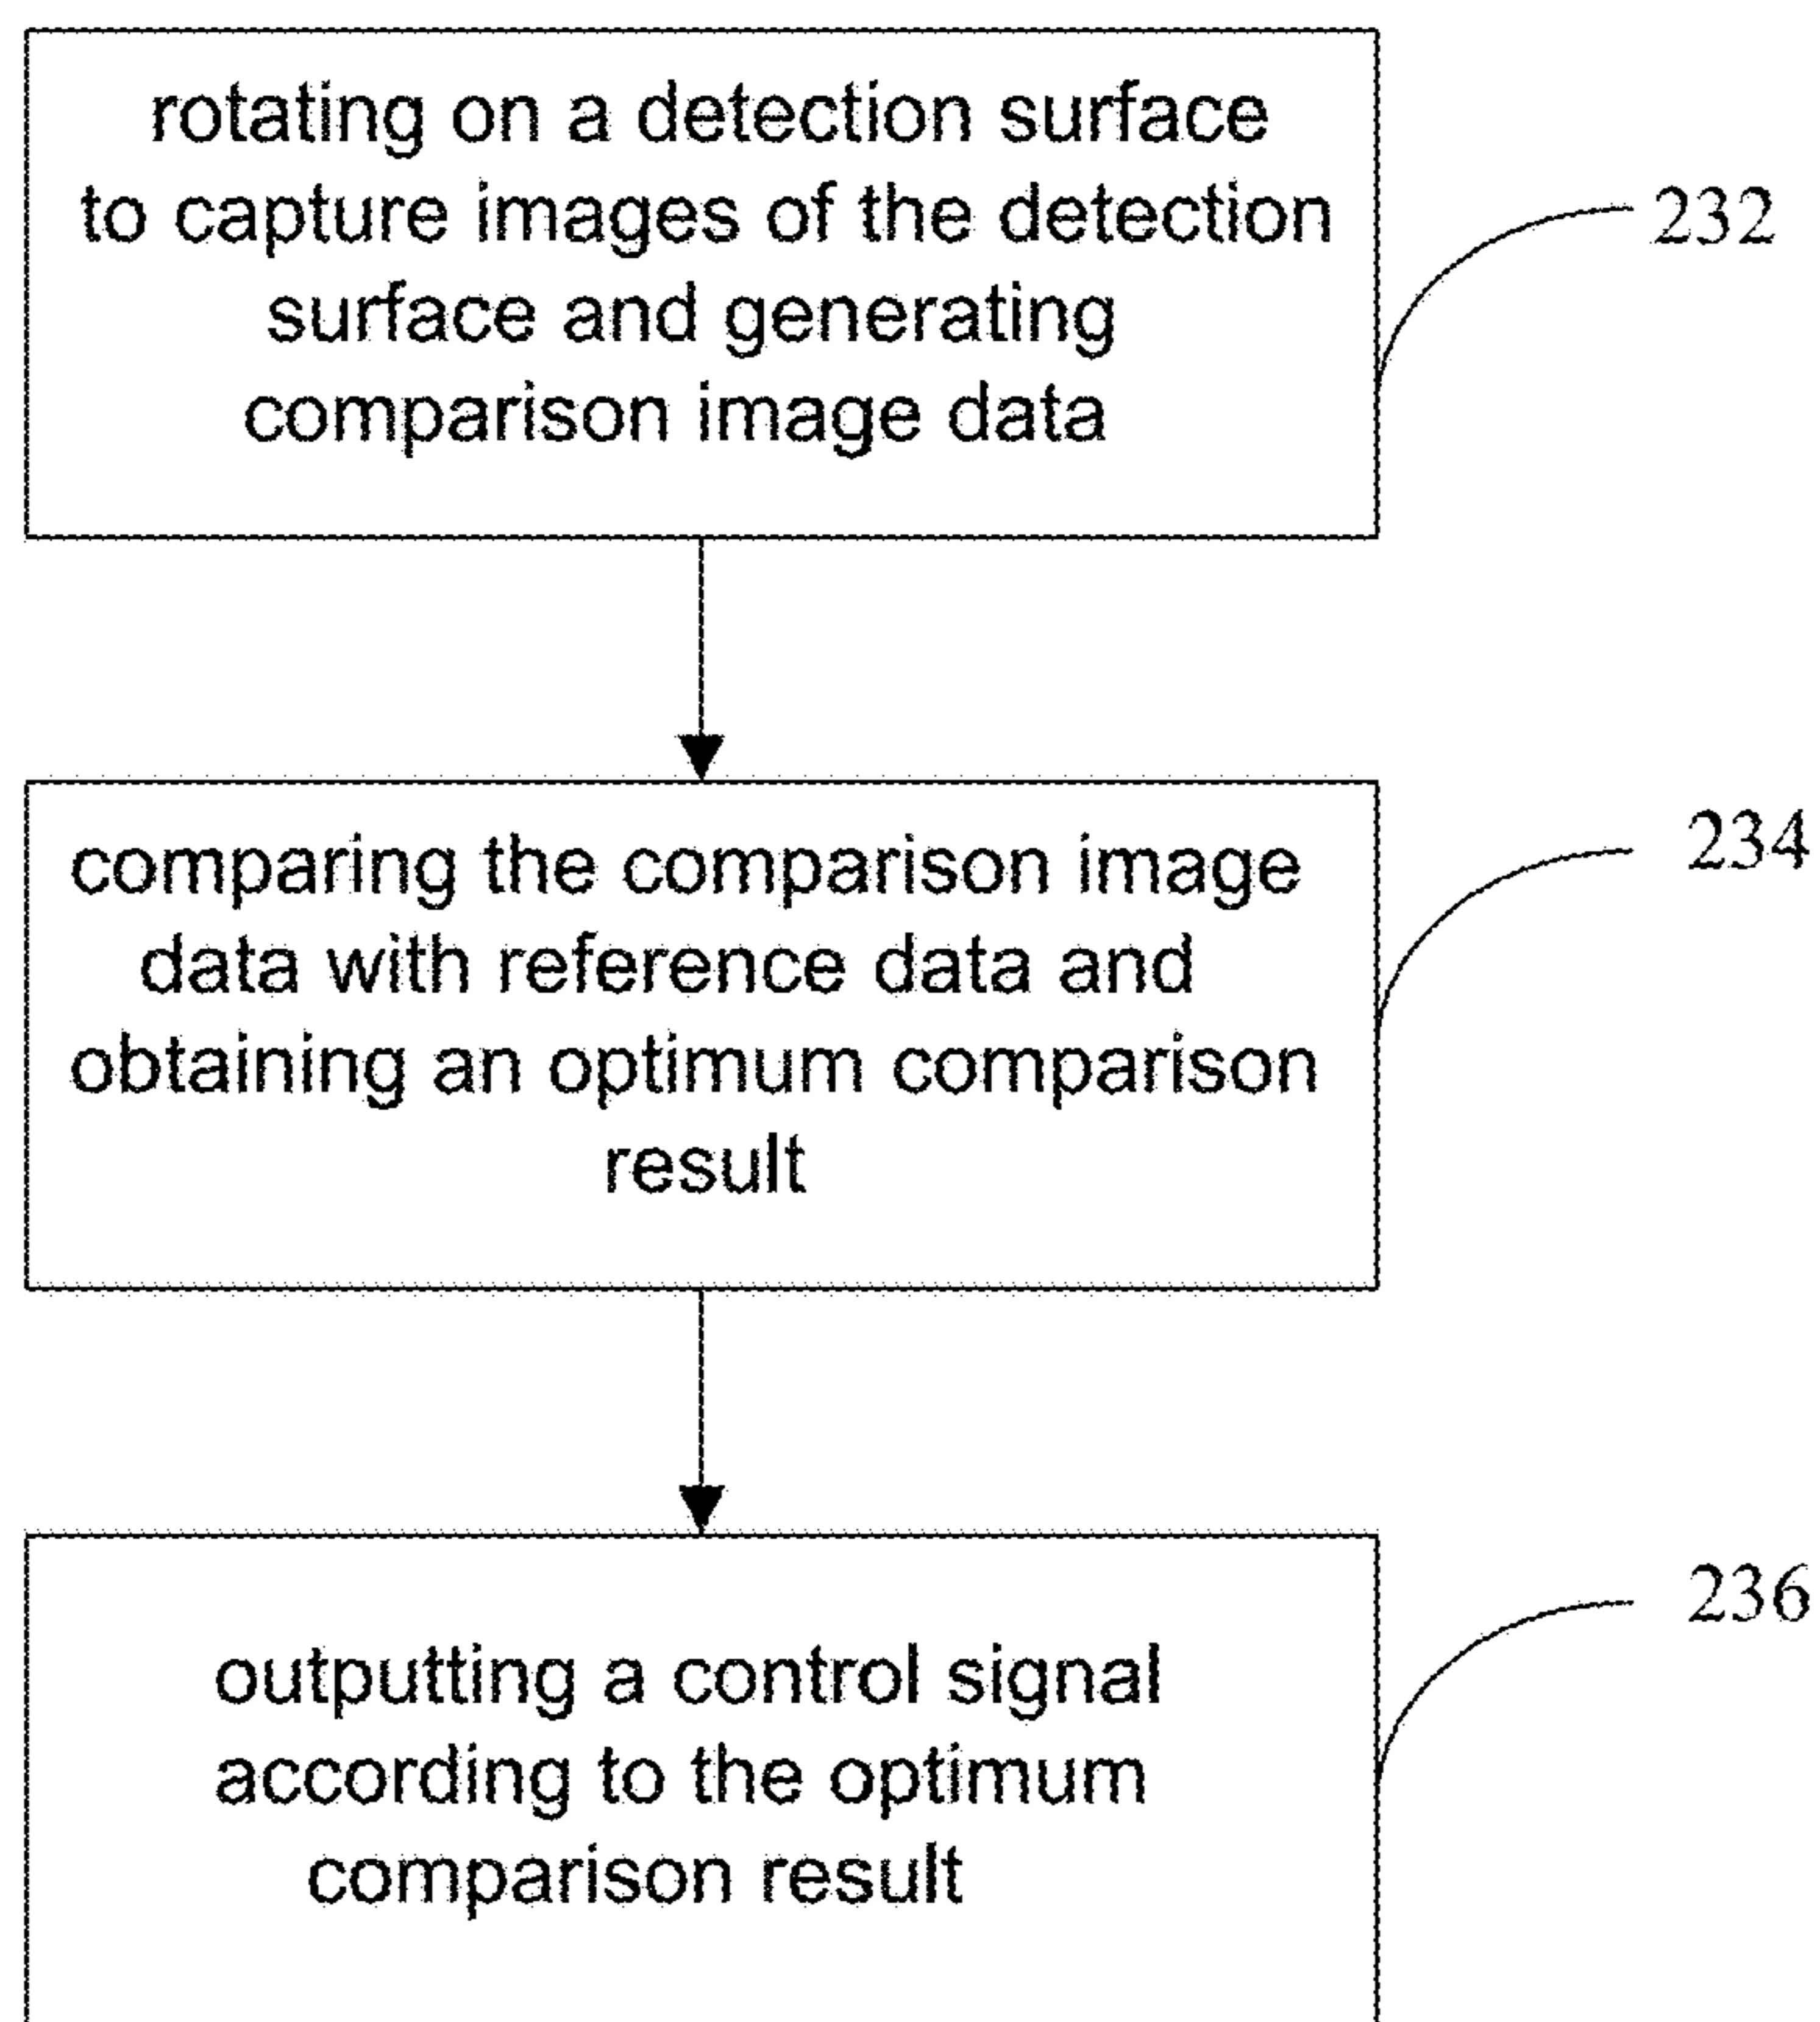 rotating on a detection surface
to capture images of the detection
surface and generating
comparison image data
232
comparing the comparison image
data with reference data and
obtaining an optimum comparison
result
234
outputting a control signal
according to the optimum
comparison result
236